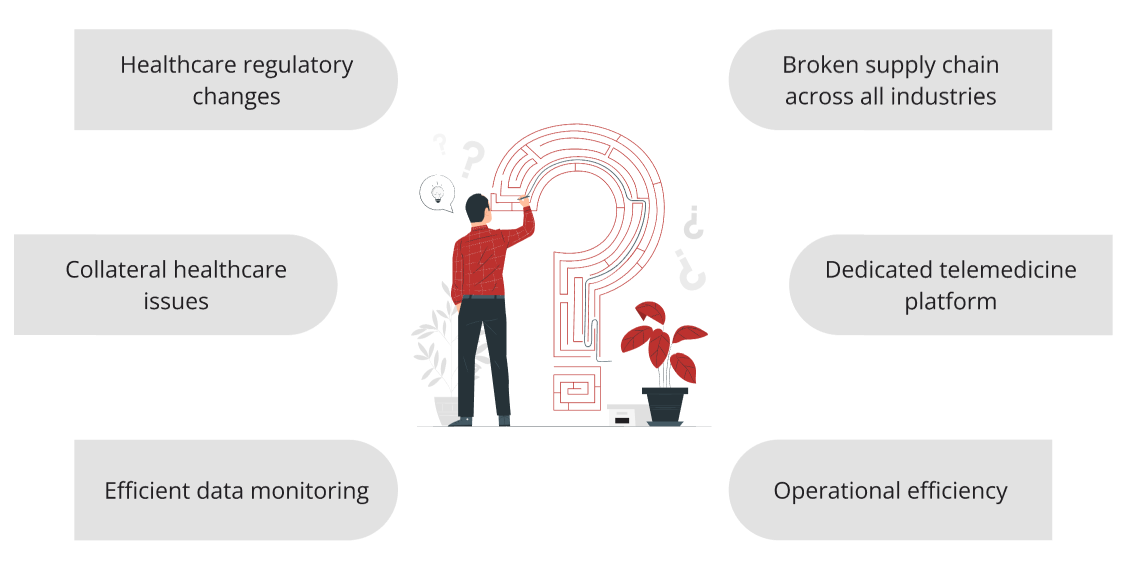 Healthcare regulatory
changes
Broken supply chain
across all industries
Collateral healthcare
issues
Dedicated telemedicine
platform
Efficient data monitoring
Operational efficiency